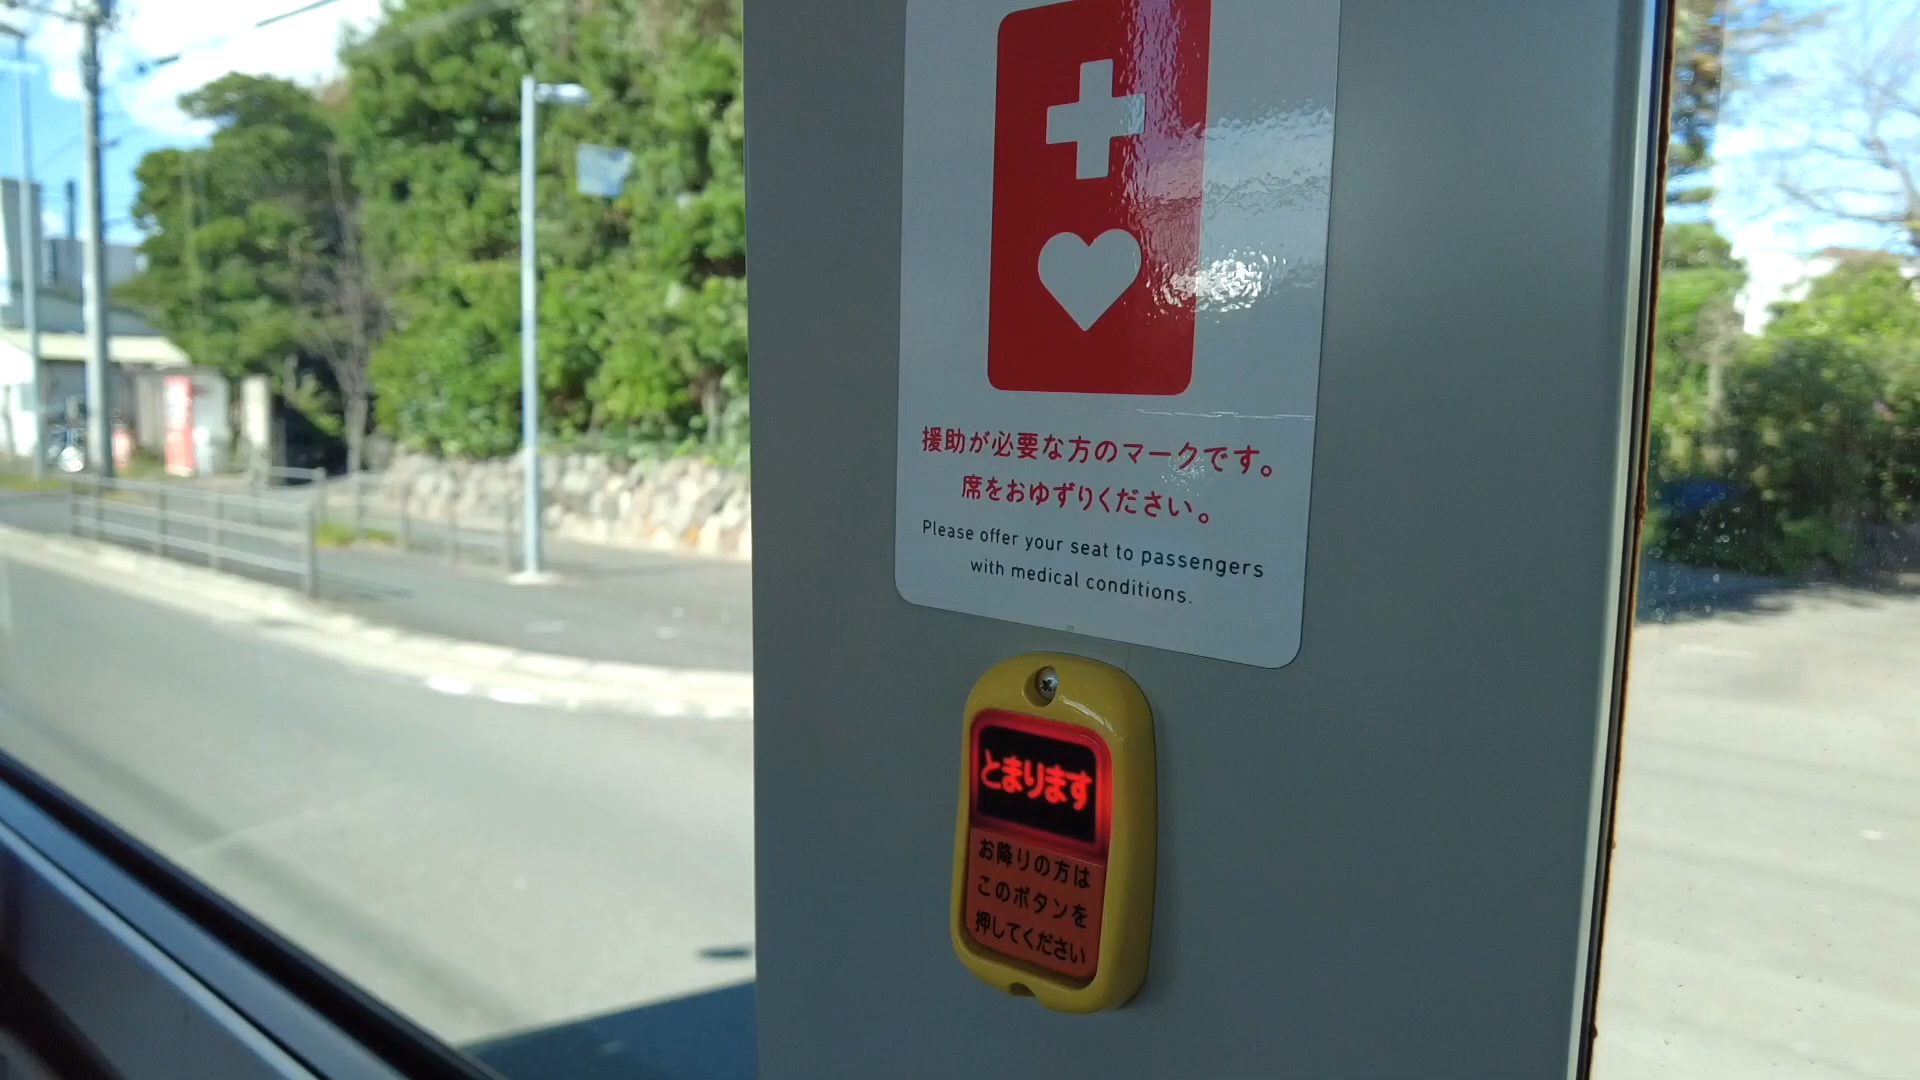 援助が必要な方のマークです。
席をおゆずりください。
Please offer your seat to passengers
with medical conditions.
とまります
お降りの方は
このボタンを
押してください